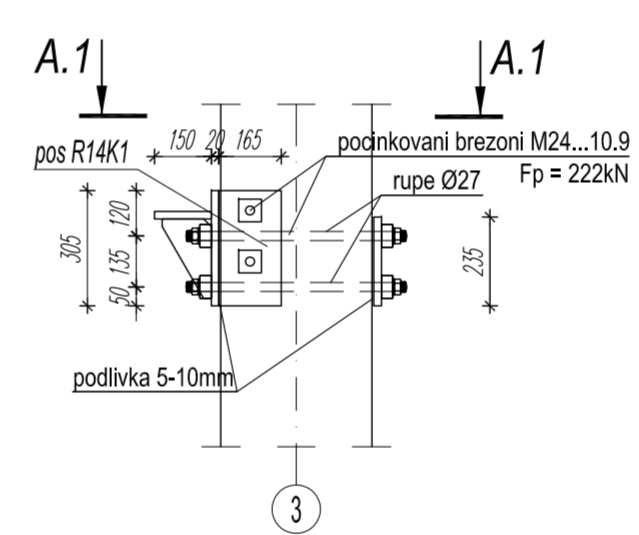 A.1
A.1
150 20 165
pos R14K1
pocinkovani brezoni M24...10.9
Fp = 222kN
rupe Ø27
305
120
135
50
235
podlivka 5-10mm
3